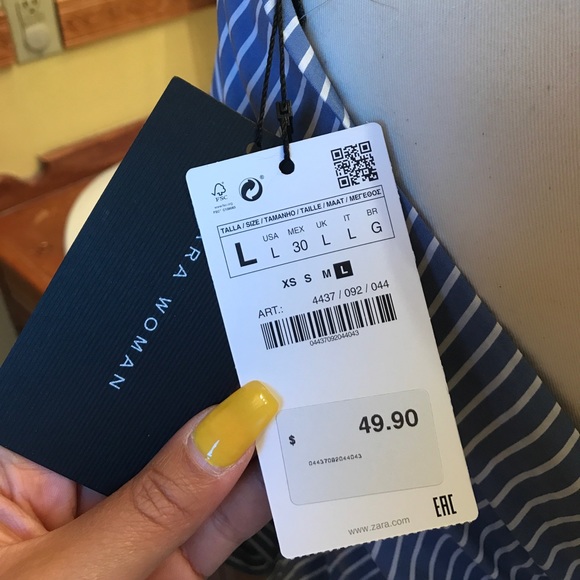 RA WOMAN
FSC
TALLA / SIZE / TAMANHO / TAILLE / MAAT / ΜΕΓΕΘΟΣ
L USA MEX UK IT BR
L 30 L L G
XS S M L
ART.: 4437 / 092 / 044
04437092044043
$ 49.90
04437092044043
EAC
www.zara.com